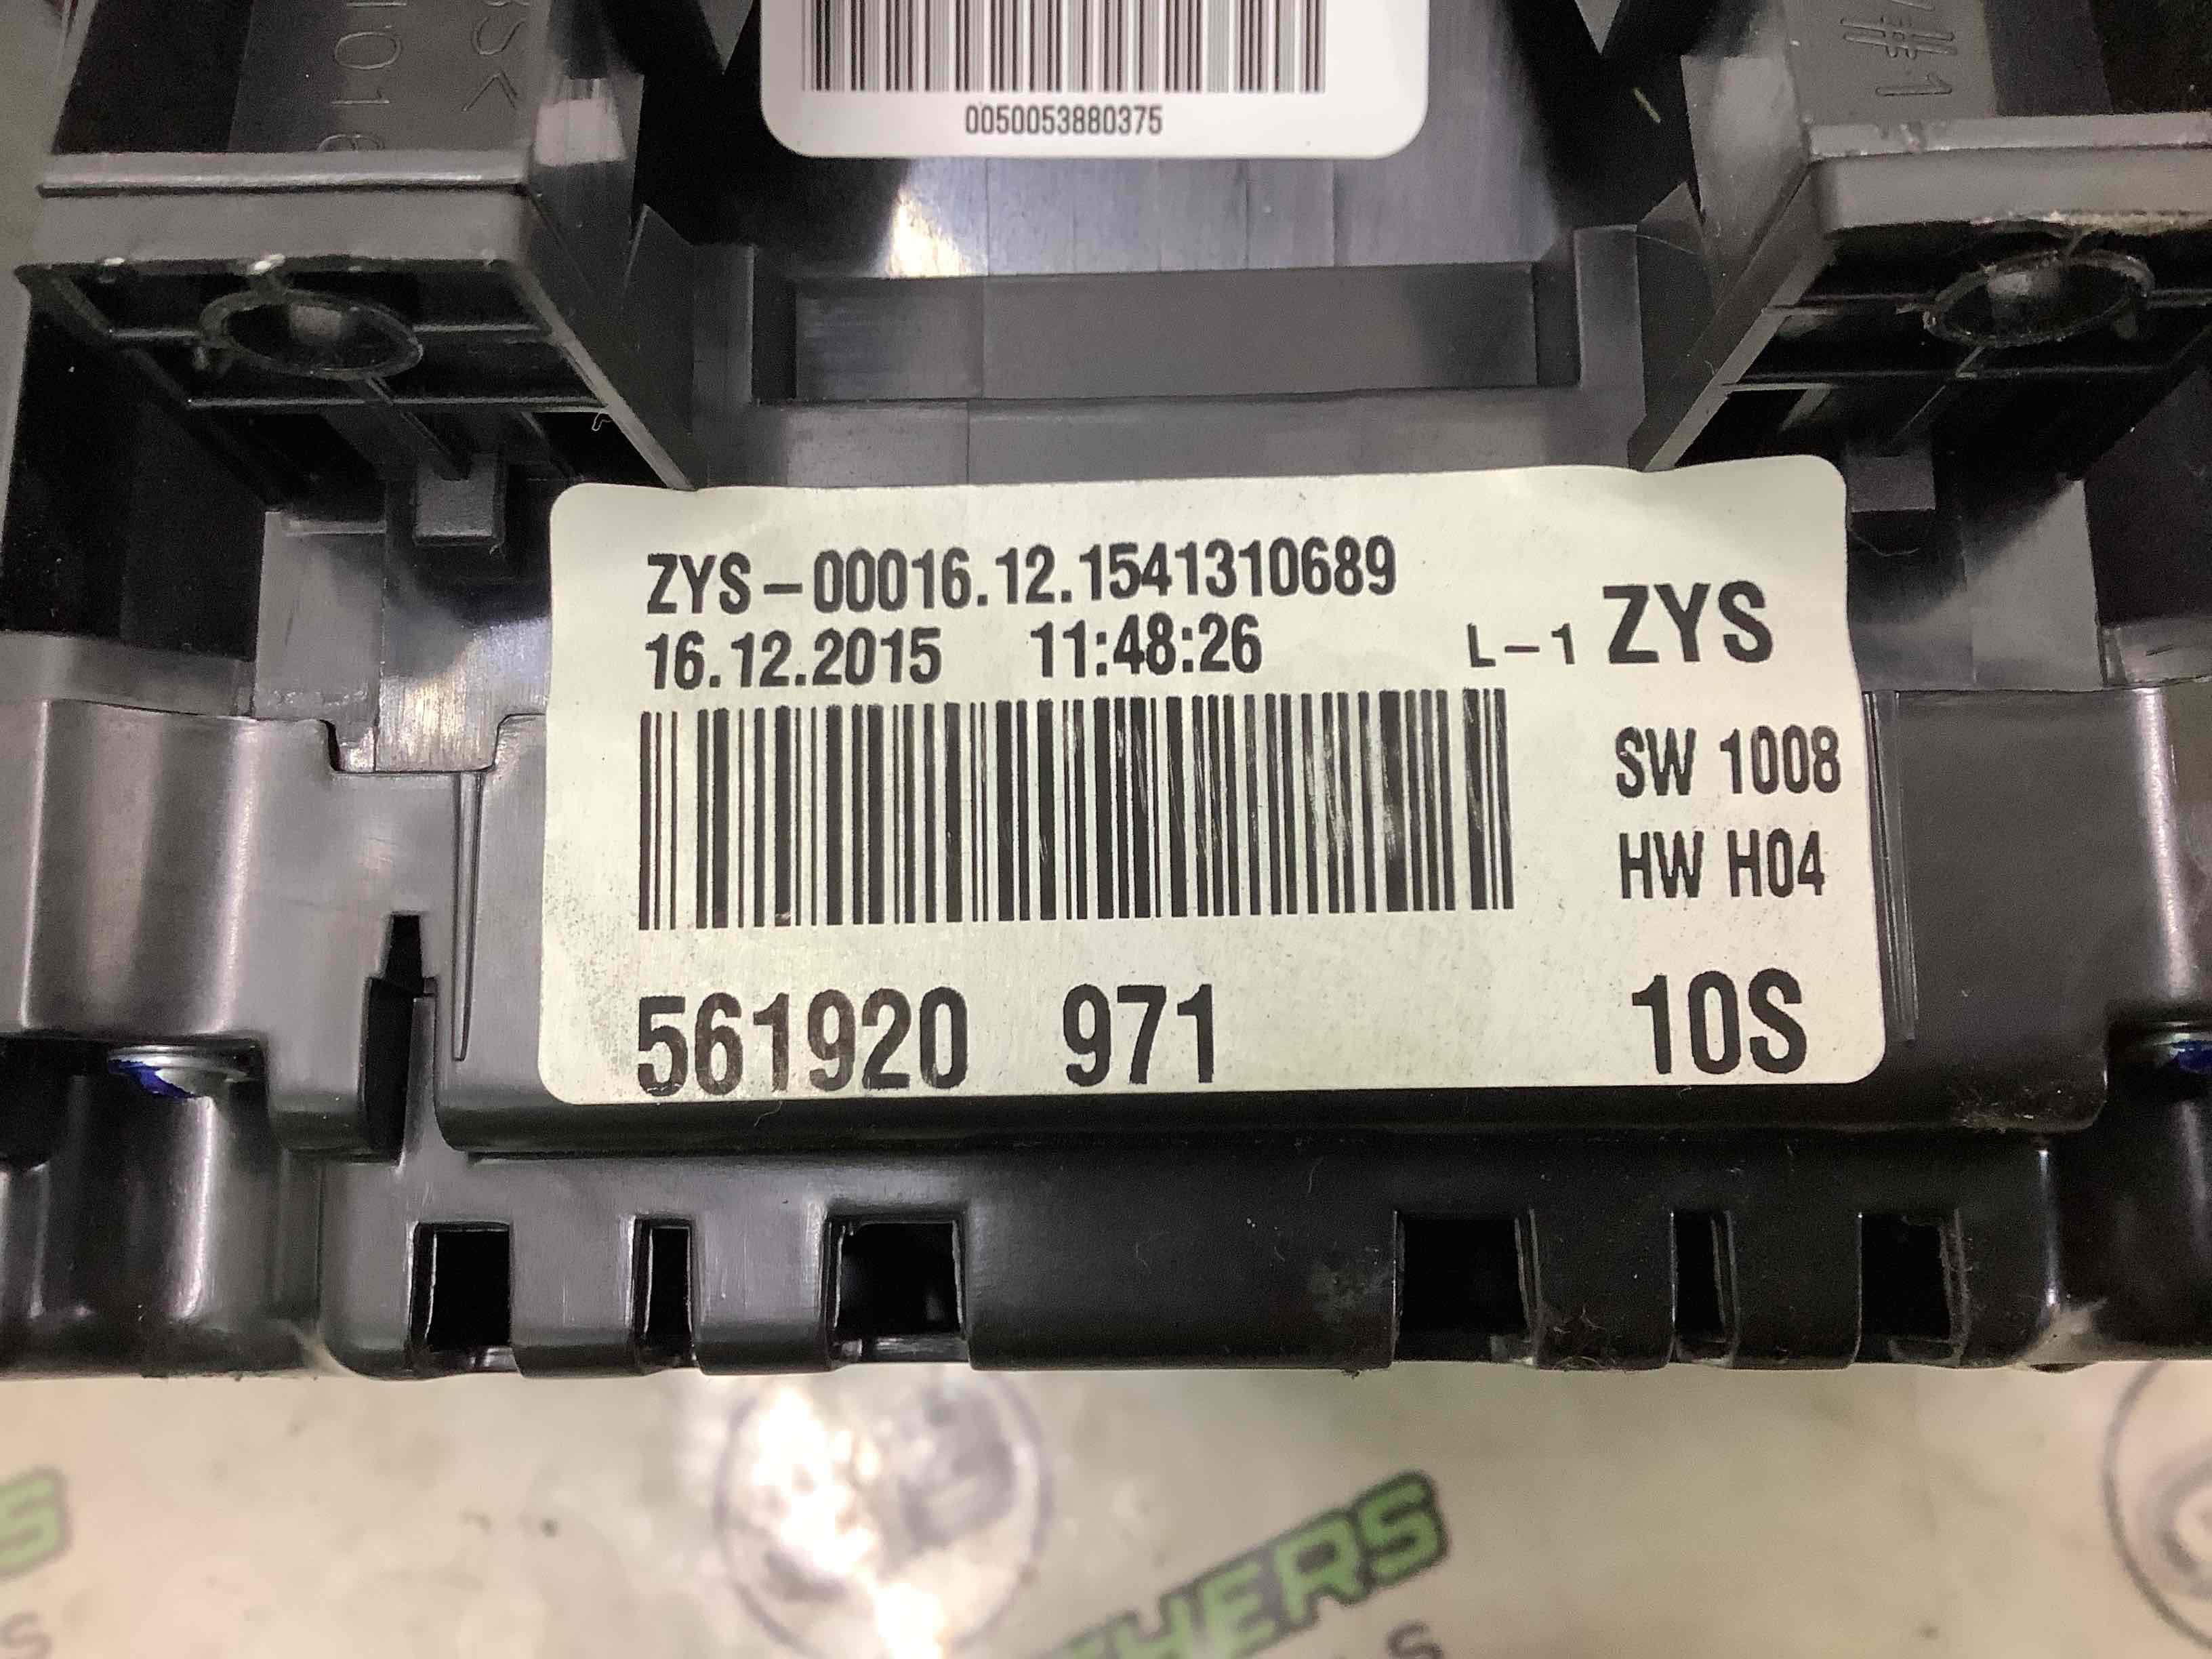 0050053880375
#1
ZYS-00016.12.1541310689
16.12.2015 11:48:26 L-1 ZYS
SW 1008
HW H04
561920 971 10S